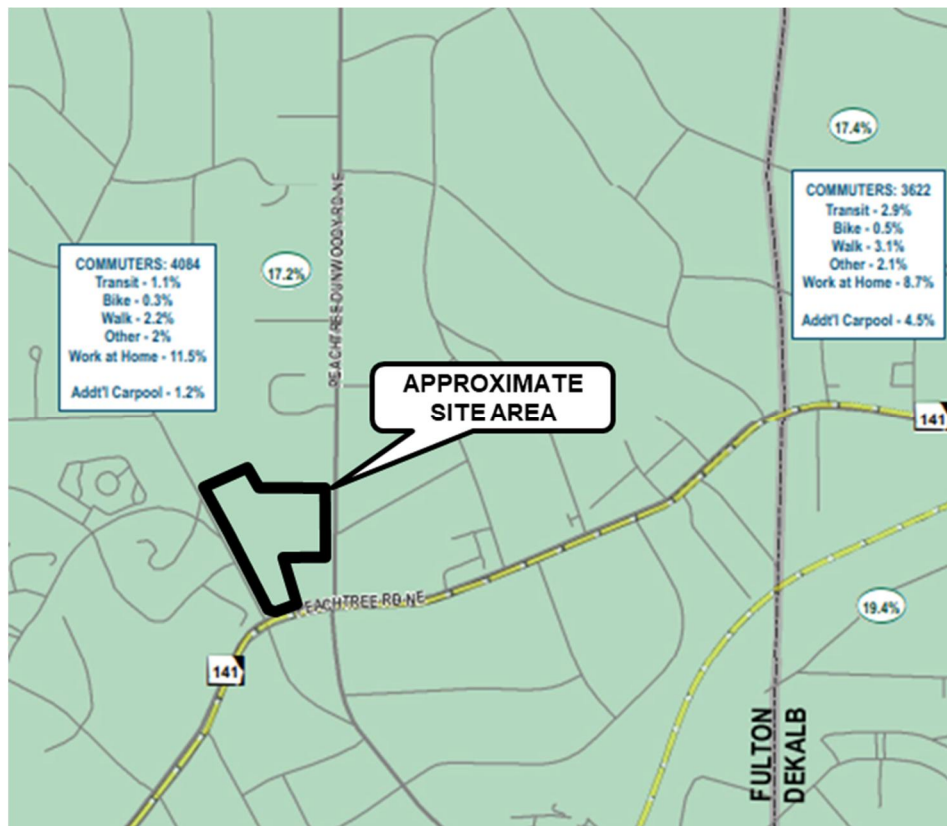 17.4%
COMMUTERS: 3622
Transit - 2.9%
Bike - 0.5%
Walk - 3.1%
Other - 2.1%
Work at Home - 8.7%
Addt'l Carpool - 4.5%
PEACHTREE-DUNWOODY RD NE
COMMUTERS: 4084
Transit - 1.1%
Bike - 0.3%
Walk - 2.2%
Other - 2%
Work at Home - 11.5%
Addt'l Carpool - 1.2%
17.2%
APPROXIMATE
SITE AREA
141
EACHTREE RD NE
19.4%
141
FULTON
DEKALB